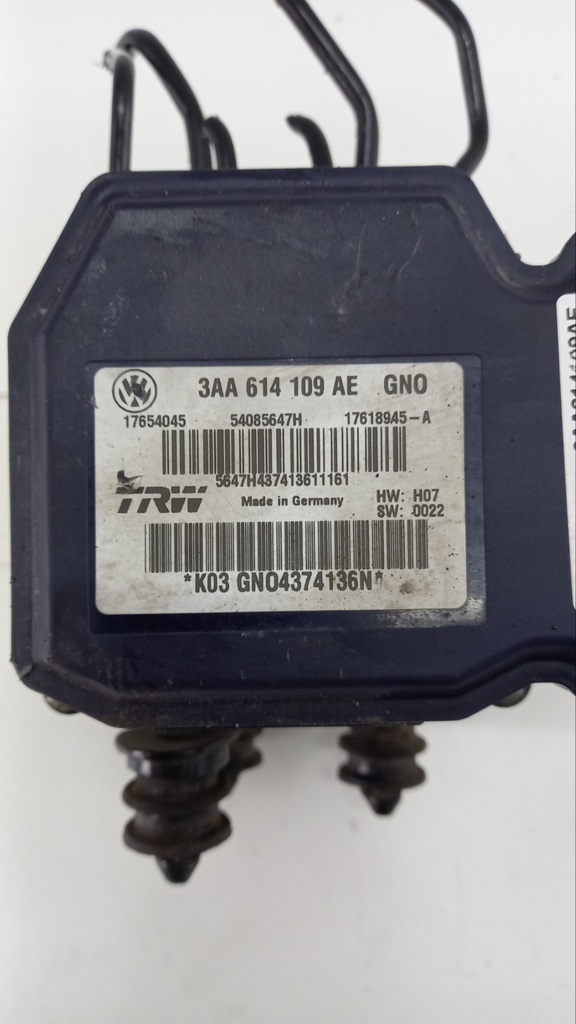 3AA 614 109 AE GNO
17654045 54085647H 17618945-A
5647H437413611161
TRW Made in Germany HW: H07
SW: 0022
*K03 GNO4374136N*